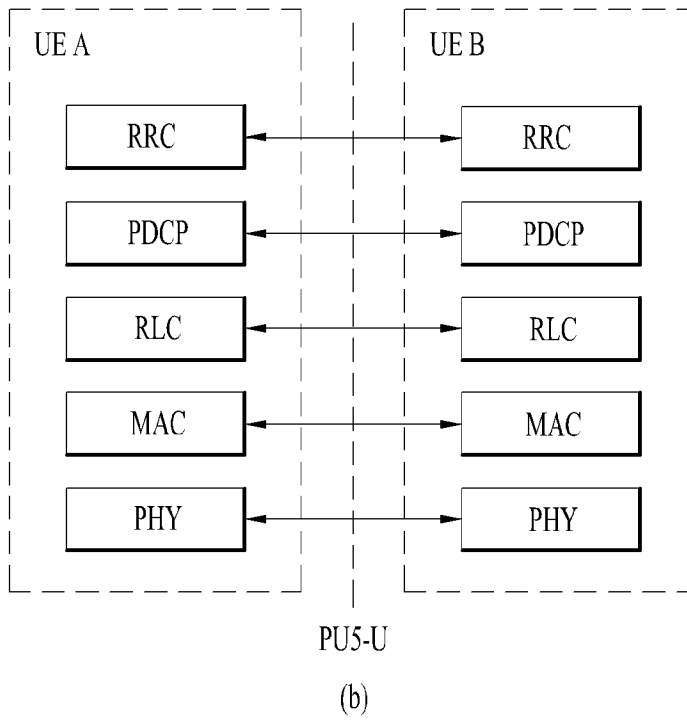 UE A
UE B
RRC
RRC
PDCP
PDCP
RLC
RLC
MAC
MAC
PHY
PHY
PU5-U
(b)